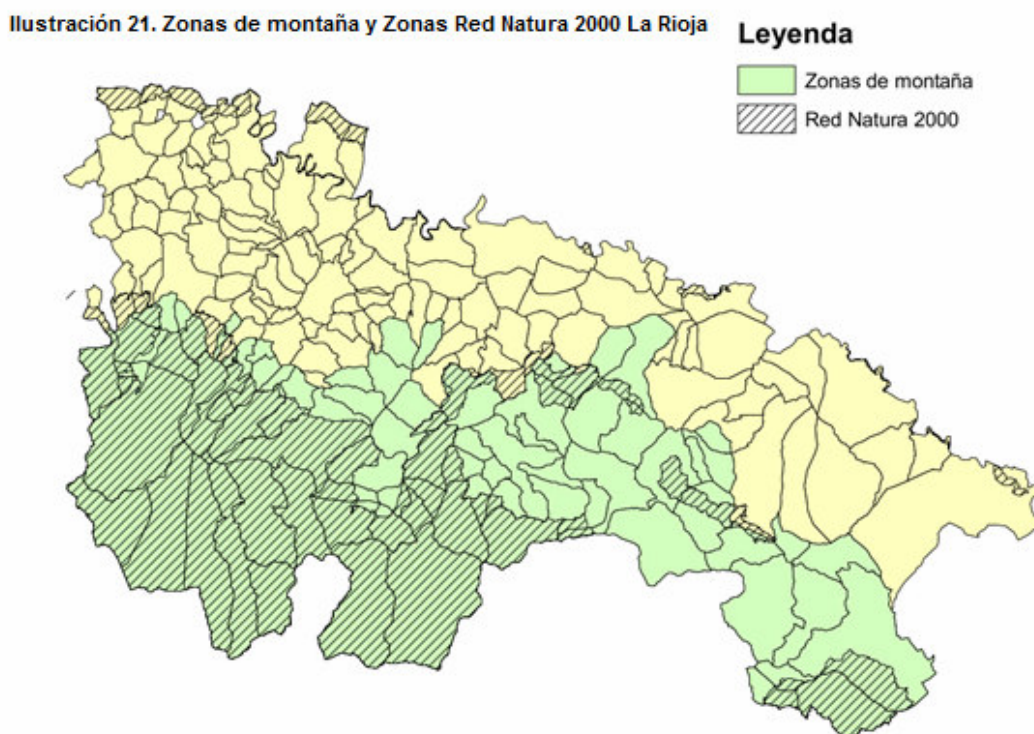 Ilustración 21. Zonas de montaña y Zonas Red Natura 2000 La Rioja
Leyenda
Zonas de montaña
Red Natura 2000